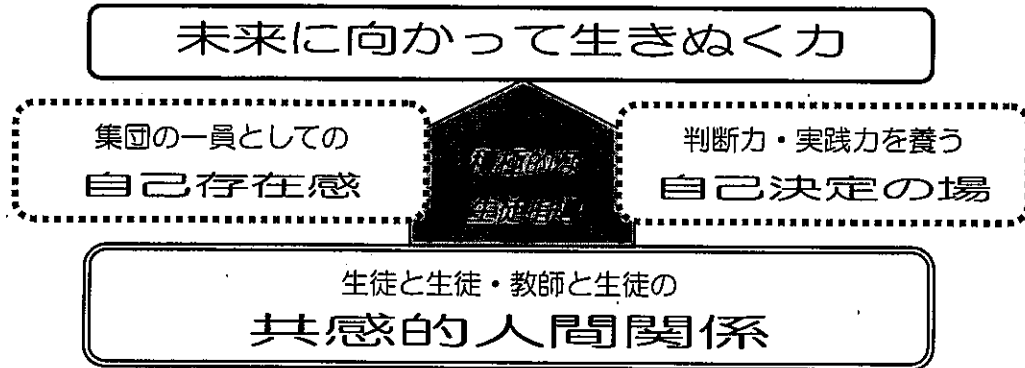 未来に向かって生きぬく力
集団の一員としての
自己存在感
判断力・実践力を養う
自己決定の場
生徒と生徒・教師と生徒の
共感的人間関係